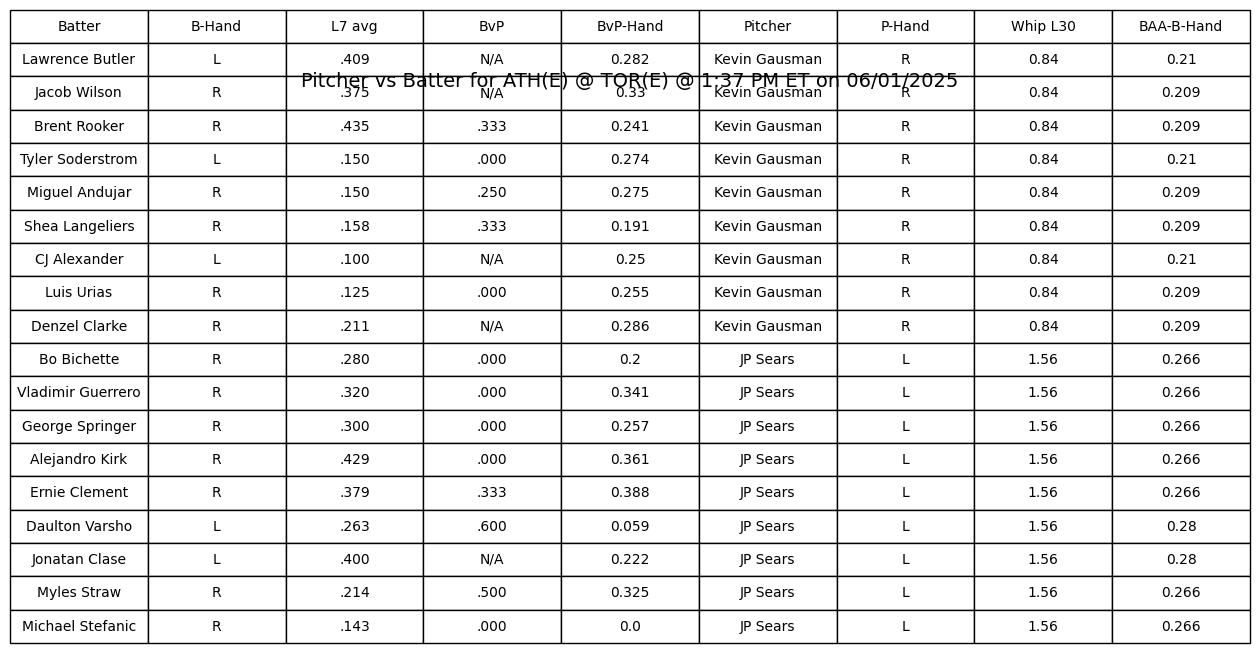 Batter B-Hand L7 avg BvP BvP-Hand Pitcher P-Hand Whip L30 BAA-B-Hand
Lawrence Butler L .409 N/A 0.282 Kevin Gausman R 0.84 0.21
Pitcher vs Batter for ATH(E) @ TOR(E) @ 1:37 PM ET on 06/01/2025
Jacob Wilson R .375 N/A 0.33 Kevin Gausman R 0.84 0.209
Brent Rooker R .435 .333 0.241 Kevin Gausman R 0.84 0.209
Tyler Soderstrom L .150 .000 0.274 Kevin Gausman R 0.84 0.21
Miguel Andujar R .150 .250 0.275 Kevin Gausman R 0.84 0.209
Shea Langeliers R .158 .333 0.191 Kevin Gausman R 0.84 0.209
CJ Alexander L .100 N/A 0.25 Kevin Gausman R 0.84 0.21
Luis Urias R .125 .000 0.255 Kevin Gausman R 0.84 0.209
Denzel Clarke R .211 N/A 0.286 Kevin Gausman R 0.84 0.209
Bo Bichette R .280 .000 0.2 JP Sears L 1.56 0.266
Vladimir Guerrero R .320 .000 0.341 JP Sears L 1.56 0.266
George Springer R .300 .000 0.257 JP Sears L 1.56 0.266
Alejandro Kirk R .429 .000 0.361 JP Sears L 1.56 0.266
Ernie Clement R .379 .333 0.388 JP Sears L 1.56 0.266
Daulton Varsho L .263 .600 0.059 JP Sears L 1.56 0.28
Jonatan Clase L .400 N/A 0.222 JP Sears L 1.56 0.28
Myles Straw R .214 .500 0.325 JP Sears L 1.56 0.266
Michael Stefanic R .143 .000 0.0 JP Sears L 1.56 0.266